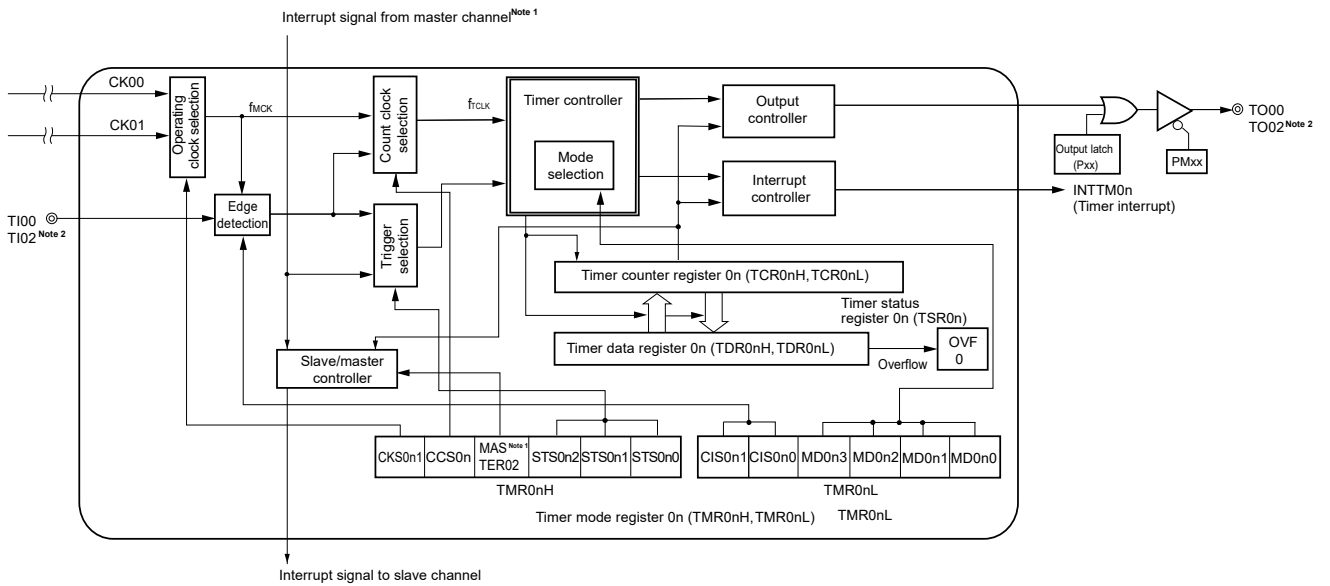 Interrupt signal from master channel Note 1
CK00
CK01
Operating
clock selection
fMCK
Count clock
selection
fTCLK
Timer controller
Mode
selection
Output
controller
Interrupt
controller
Output latch
(Pxx)
PMxx
TO00
TO02 Note 2
INTTM0n
(Timer interrupt)
TI00
TI02 Note 2
Edge
detection
Trigger
selection
Timer counter register 0n (TCR0nH, TCR0nL)
Timer status
register 0n (TSR0n)
Timer data register 0n (TDR0nH, TDR0nL)
Overflow
OVF
0
Slave/master
controller
CKS0n1 CCS0n MAS Note 1 TER02 STS0n2 STS0n1 STS0n0
CIS0n1 CIS0n0 MD0n3 MD0n2 MD0n1 MD0n0
TMR0nH
TMR0nL
Timer mode register 0n (TMR0nH, TMR0nL) TMR0nL
Interrupt signal to slave channel